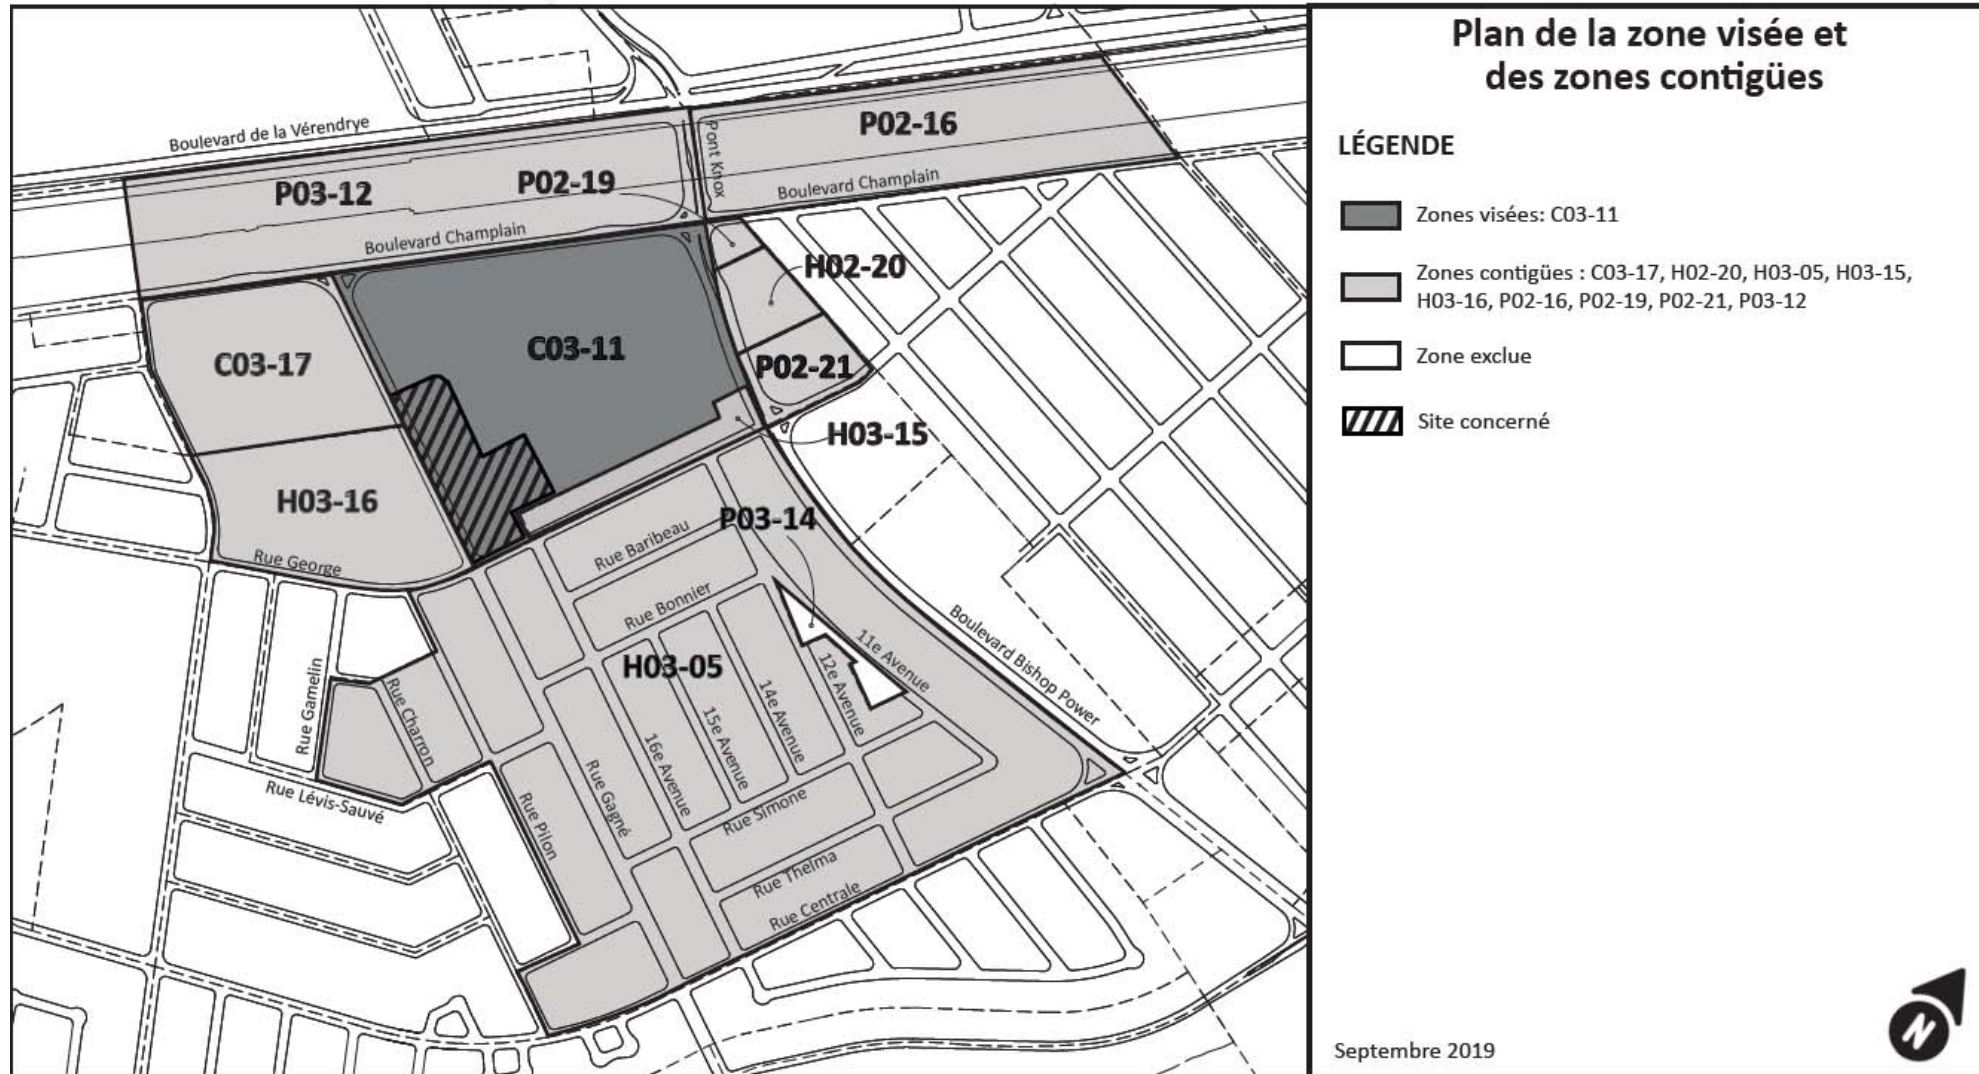 Boulevard de la Vérendrye
P03-12
P02-19
Pont Knox
P02-16
Boulevard Champlain
Boulevard Champlain
H02-20
C03-17
C03-11
P02-21
H03-15
H03-16
P03-14
Rue George
Rue Baribeau
Rue Bonnier
H03-05
11e Avenue
12e Avenue
14e Avenue
15e Avenue
16e Avenue
Boulevard Bishop Power
Rue Gamelin
Rue Charron
Rue Lévis-Sauvé
Rue Pilon
Rue Gagné
Rue Simone
Rue Thelma
Rue Centrale
Plan de la zone visée et
des zones contigües
LÉGENDE
Zones visées: C03-11
Zones contigües : C03-17, H02-20, H03-05, H03-15,
H03-16, P02-16, P02-19, P02-21, P03-12
Zone exclue
Site concerné
Septembre 2019
N